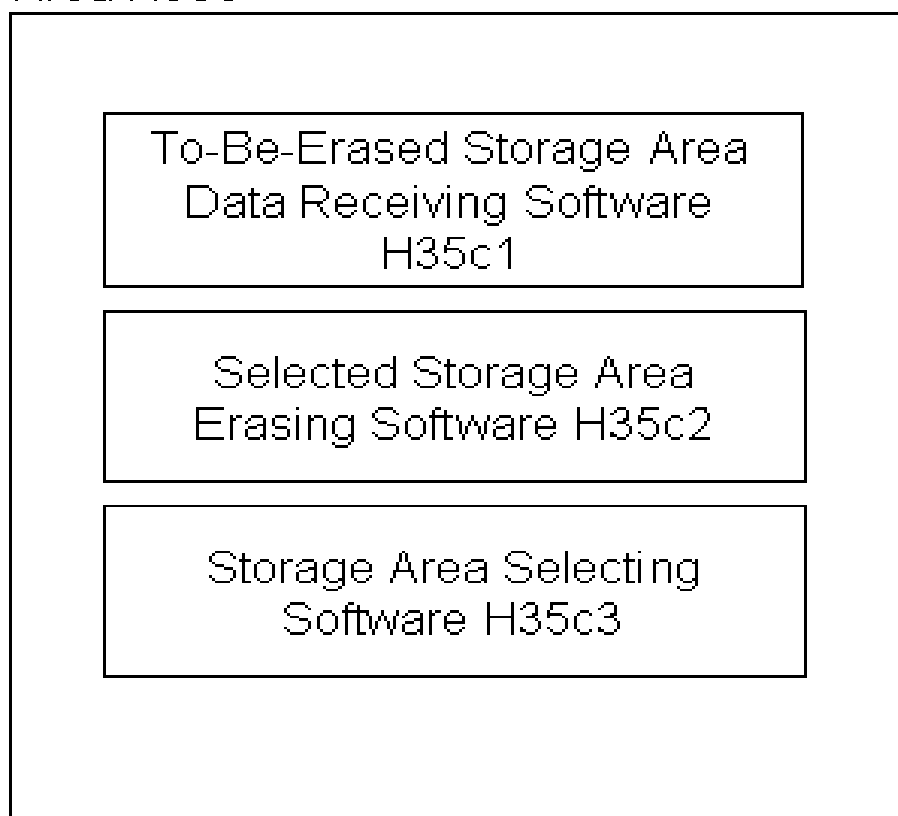 To-Be-Erased Storage Area
Data Receiving Software
H35c1
Selected Storage Area
Erasing Software H35c2
Storage Area Selecting
Software H35c3